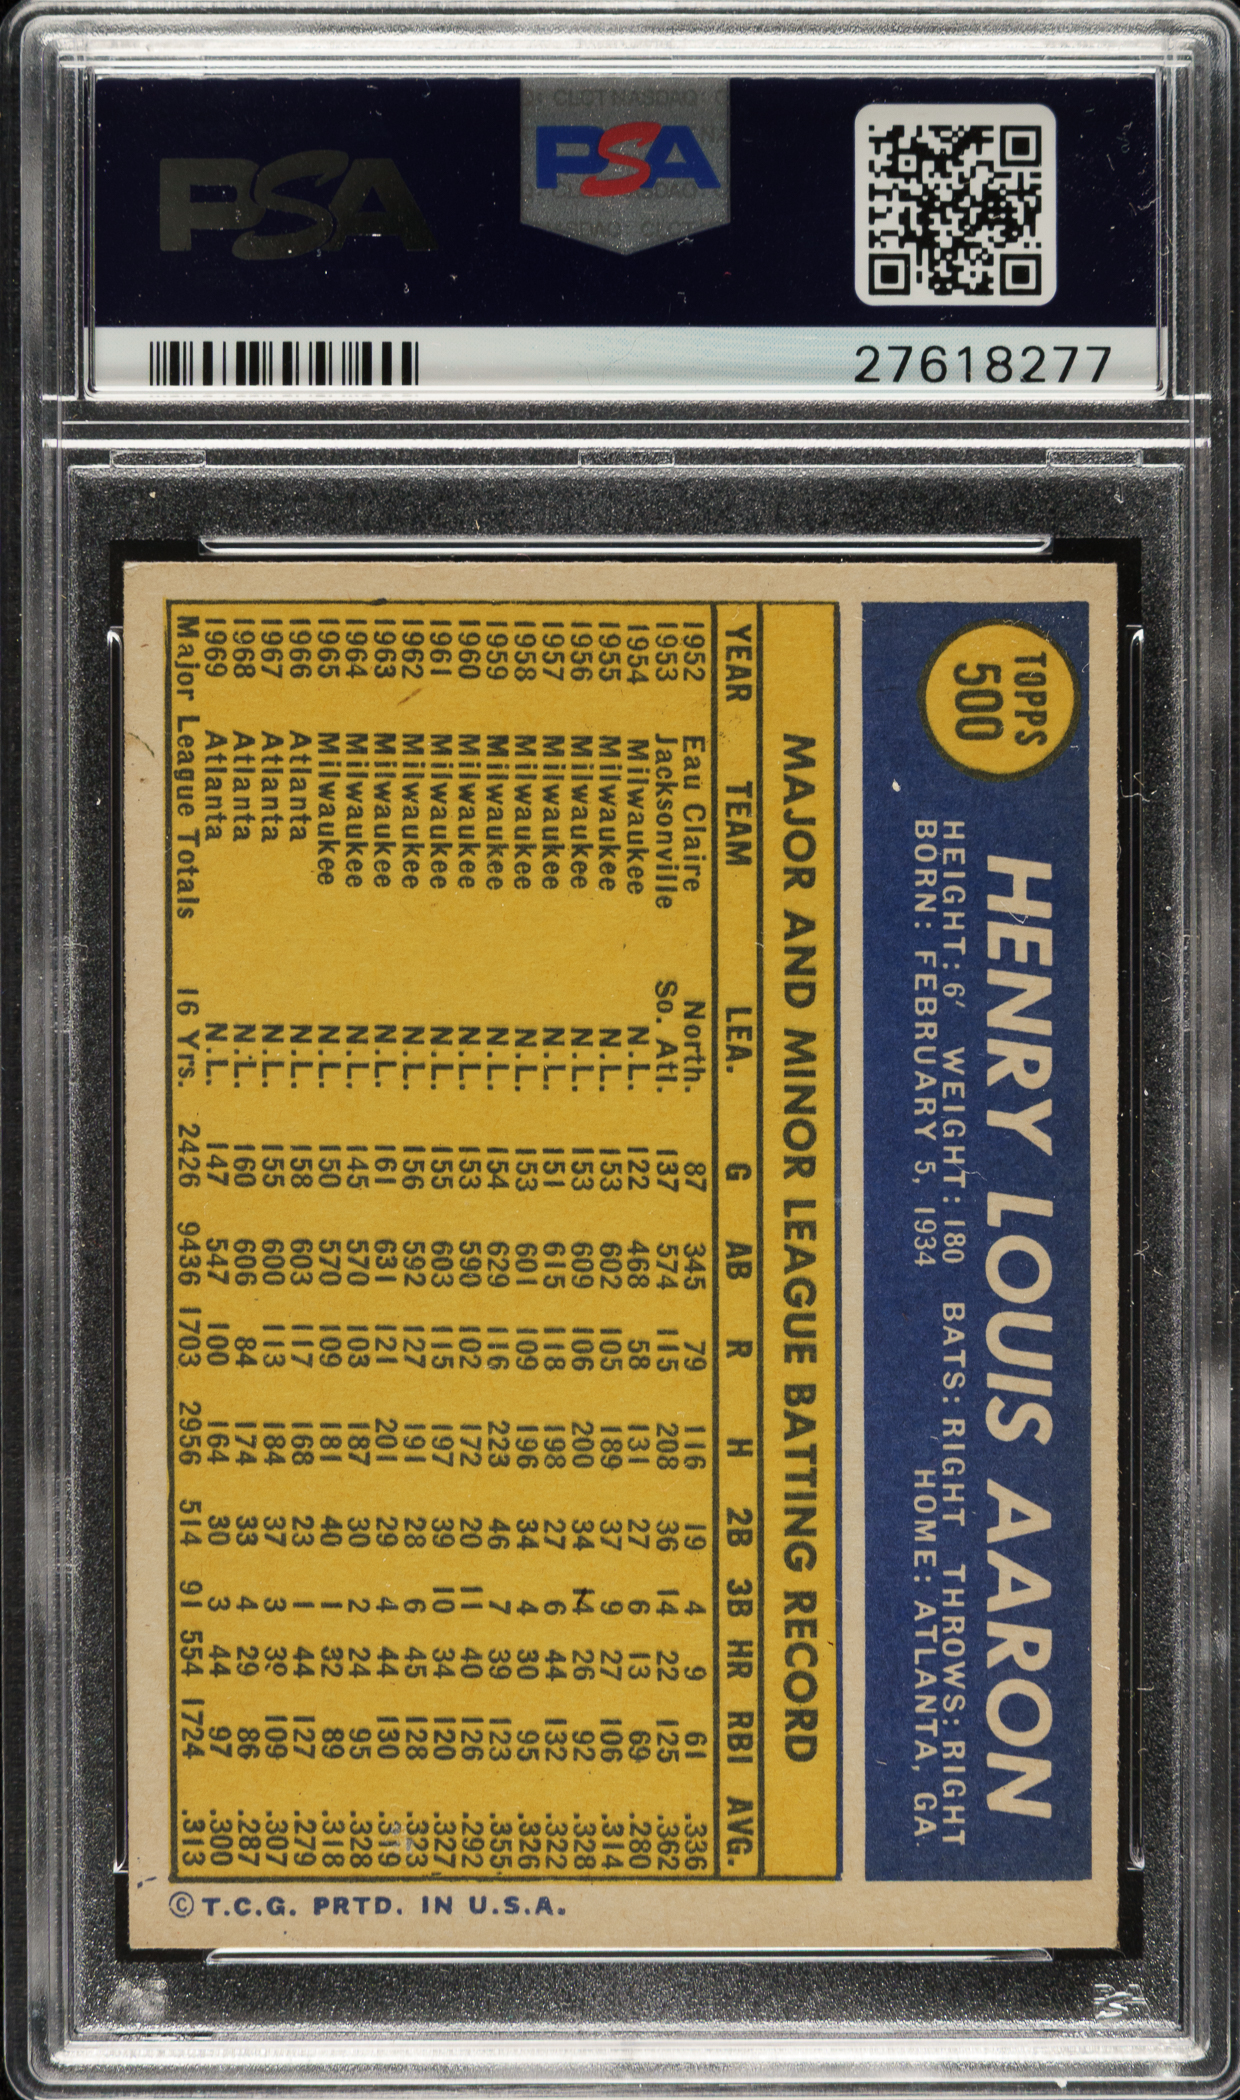 PSA
CLCT NASDAQ
PSA
27618277
TOPPS
500
HENRY LOUIS AARON
HEIGHT: 6' WEIGHT: 180 BATS: RIGHT THROWS: RIGHT
BORN: FEBRUARY 5, 1934 HOME: ATLANTA, GA.
MAJOR AND MINOR LEAGUE BATTING RECORD
YEAR TEAM LEA. G AB R H 2B 3B HR RBI AVG.
1952 Eau Claire North. 87 345 79 116 19 4 9 61 .336
1953 Jacksonville So. Atl. 137 574 115 208 36 14 22 125 .362
1954 Milwaukee N.L. 122 468 58 131 27 6 13 69 .280
1955 Milwaukee N.L. 153 602 105 189 37 9 27 106 .314
1956 Milwaukee N.L. 153 609 106 200 34 14 26 92 .328
1957 Milwaukee N.L. 151 615 118 198 27 6 44 132 .322
1958 Milwaukee N.L. 153 601 109 196 34 4 30 95 .326
1959 Milwaukee N.L. 154 629 116 223 46 7 39 123 .355
1960 Milwaukee N.L. 153 590 102 172 20 11 40 126 .292
1961 Milwaukee N.L. 155 603 115 197 39 10 34 120 .327
1962 Milwaukee N.L. 156 592 127 191 28 6 45 128 .323
1963 Milwaukee N.L. 161 631 121 201 29 4 44 130 .319
1964 Milwaukee N.L. 145 570 103 187 30 2 24 95 .328
1965 Milwaukee N.L. 150 570 109 181 40 1 32 89 .318
1966 Atlanta N.L. 158 603 117 168 23 1 44 127 .279
1967 Atlanta N.L. 155 600 113 184 37 3 39 109 .307
1968 Atlanta N.L. 160 606 84 174 33 4 29 86 .287
1969 Atlanta N.L. 147 547 100 164 30 3 44 97 .300
Major League Totals 16 Yrs. 2426 9436 1703 2956 514 91 554 1724 .313
© T.C.G. PRTD. IN U.S.A.